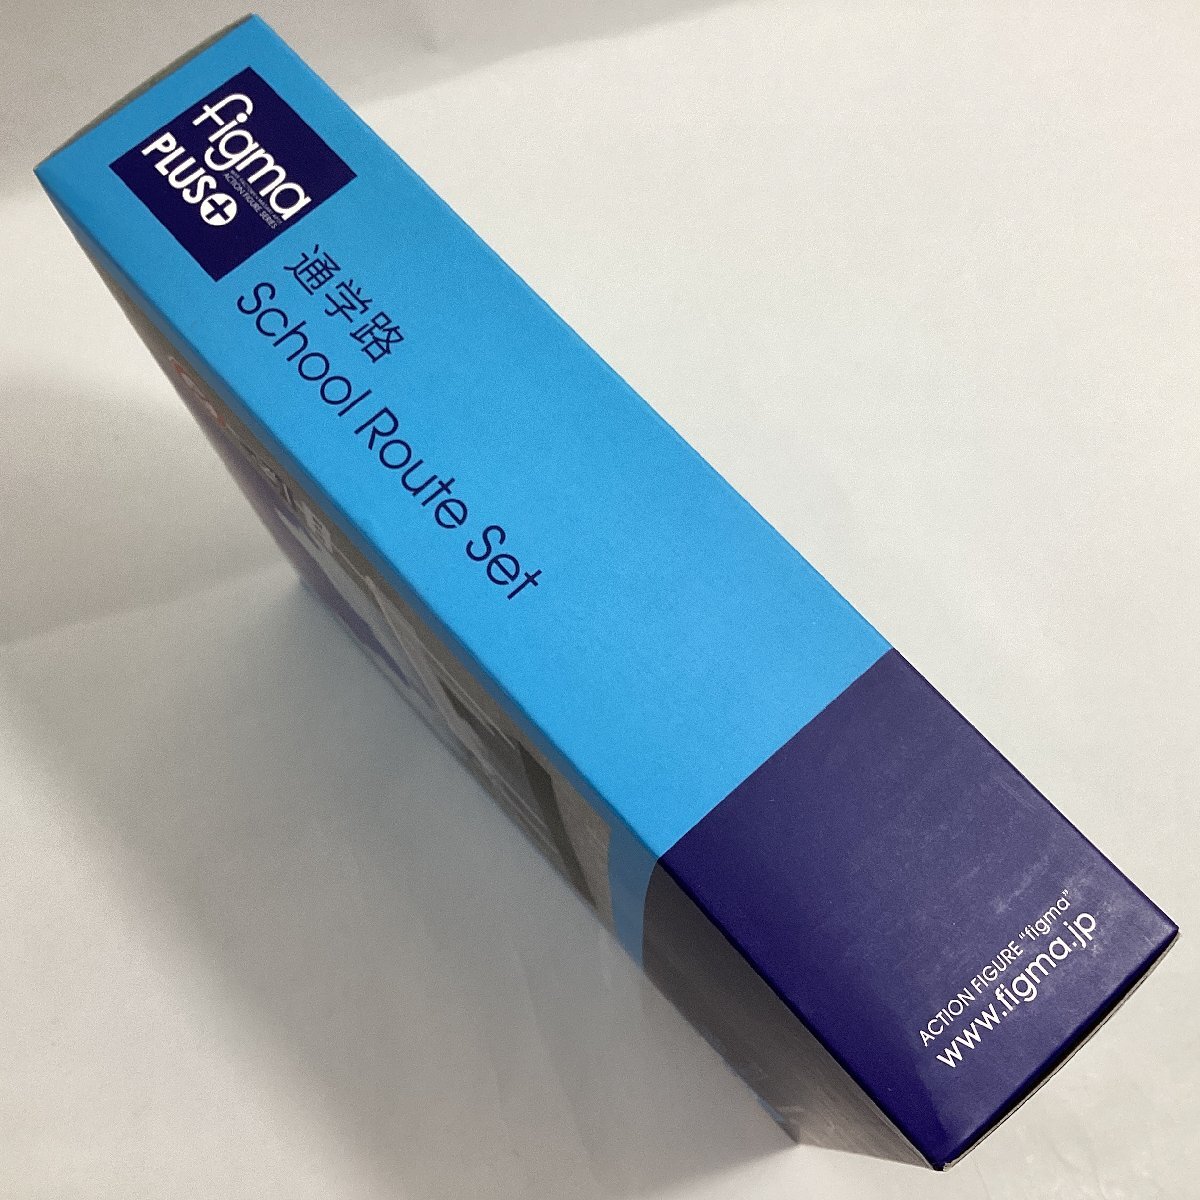 figma
ACTION FIGURE SERIES
PLUS+
通学路
School Route Set
ACTION FIGURE "figma"
www.figma.jp